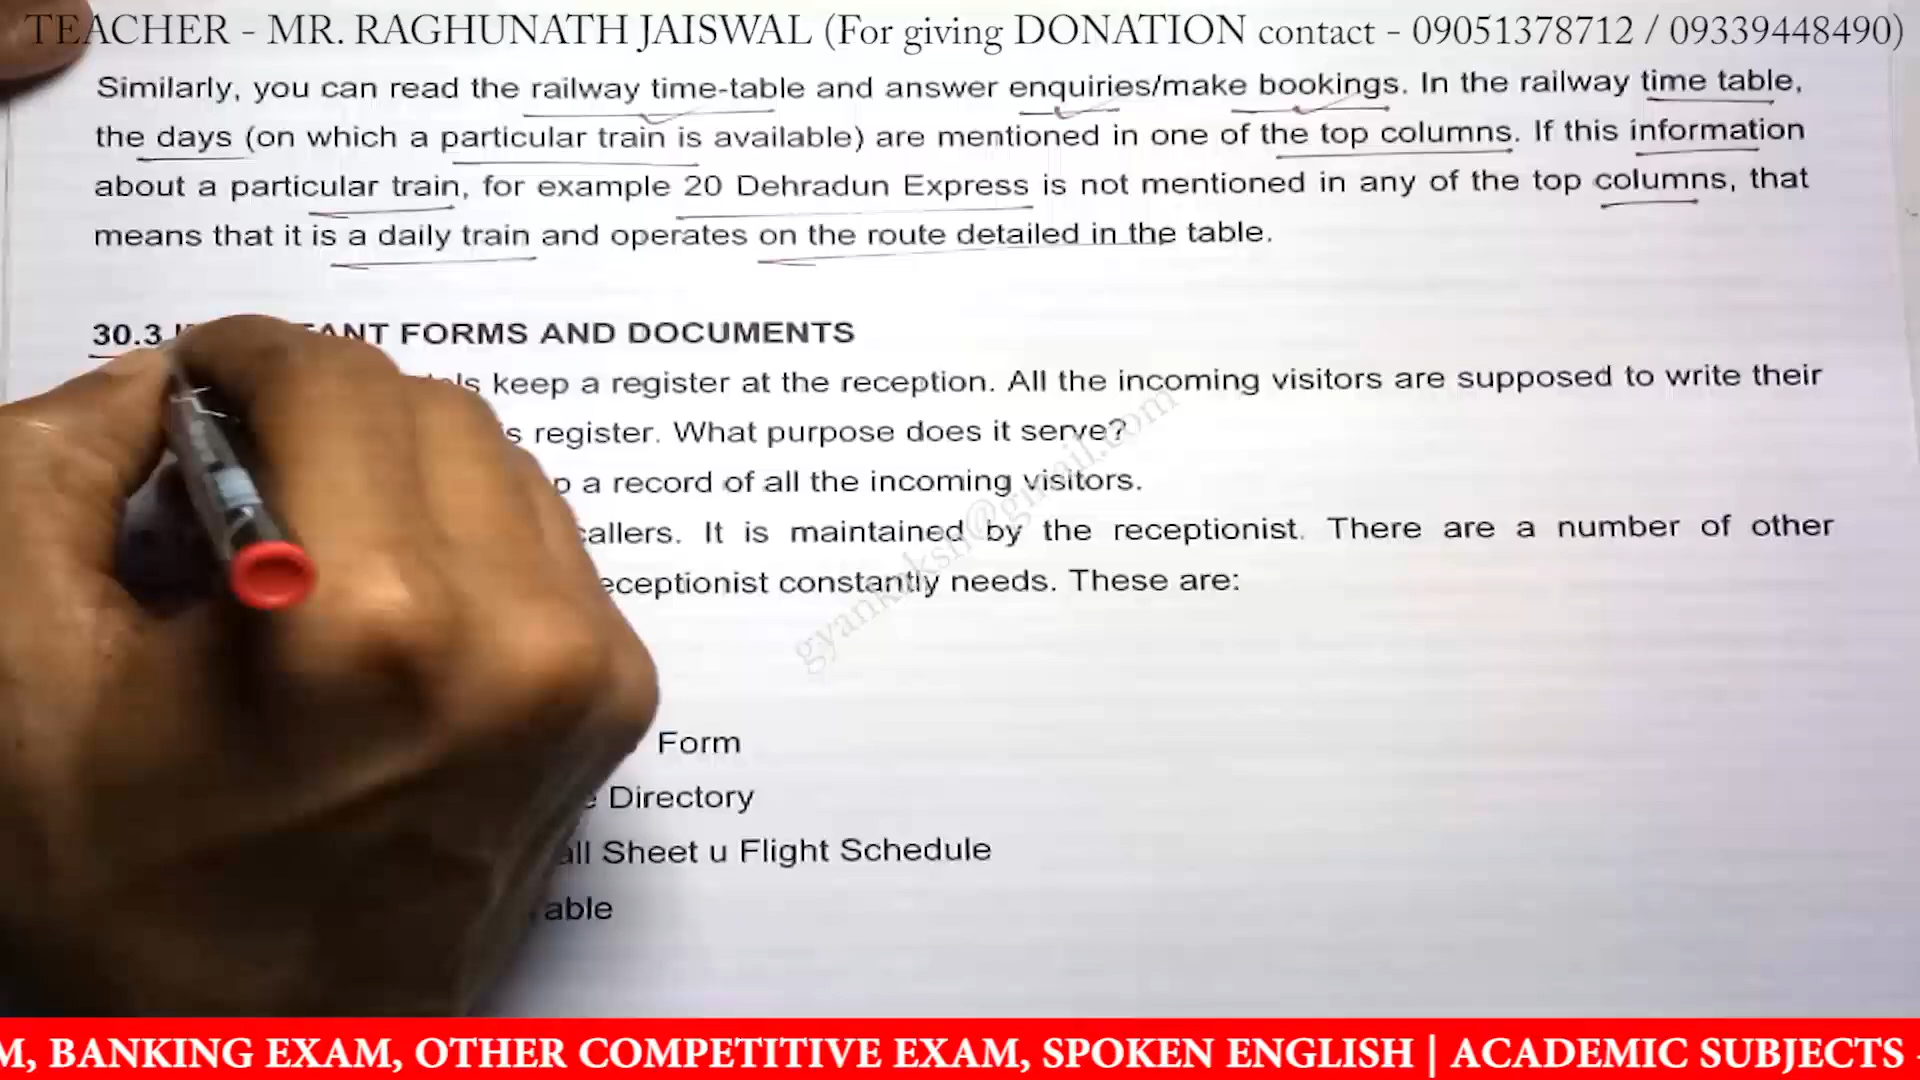 TEACHER - MR. RAGHUNATH JAISWAL (For giving DONATION contact - 09051378712 / 09339448490)
Similarly, you can read the railway time-table and answer enquiries/make bookings. In the railway time table,
the days (on which a particular train is available) are mentioned in one of the top columns. If this information
about a particular train, for example 20 Dehradun Express is not mentioned in any of the top columns, that
means that it is a daily train and operates on the route detailed in the table.
30.3 FORMS AND DOCUMENTS
keep a register at the reception. All the incoming visitors are supposed to write their
register. What purpose does it serve?
a record of all the incoming visitors.
callers. It is maintained by the receptionist. There are a number of other
receptionist constantly needs. These are:
Form
Directory
Sheet u Flight Schedule
gyankaksh@gmail.com
BANKING EXAM, OTHER COMPETITIVE EXAM, SPOKEN ENGLISH | ACADEMIC SUBJECTS -